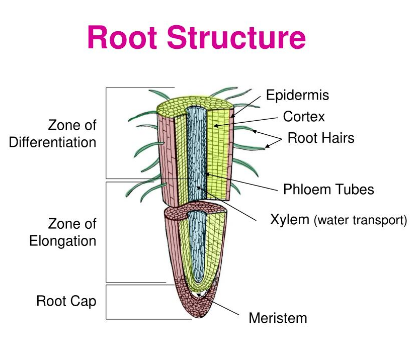 Root Structure
Epidmermis
Cortex
Zone of
Differentiation
Root Hairs
Phloem Tubes
Xylem (water transport)
Zone of
Elongation
Root Cap
Meristem